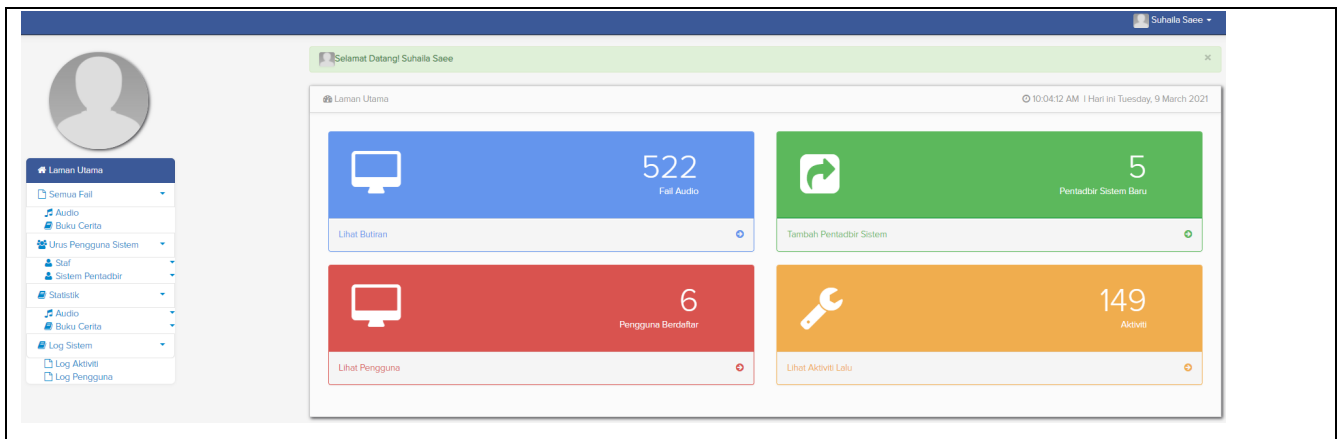 Suhaila Saee
Selamat Datang! Suhaila Saee
×
Laman Utama
10:04:12 AM | Hari ini Tuesday, 9 March 2021
Laman Utama
Semua Fail
Audio
Buku Cerita
Urus Pengguna Sistem
Staf
Sistem Pentadbir
Statistik
Audio
Buku Cerita
Log Sistem
Log Aktiviti
Log Pengguna
522
Fail Audio
Lihat Butiran
5
Pentadbir Sistem Baru
Tambah Pentadbir Sistem
6
Pengguna Berdaftar
Lihat Pengguna
149
Aktiviti
Lihat Aktiviti Lalu